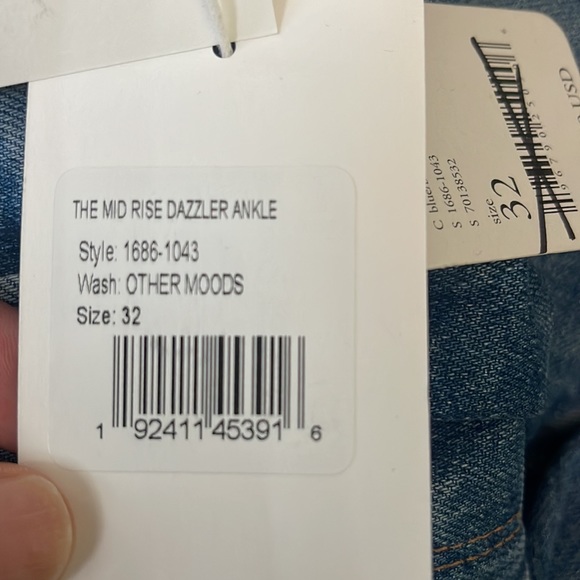 THE MID RISE DAZZLER ANKLE
Style: 1686-1043
Wash: OTHER MOODS
Size: 32
1 92411 45391 6
C blue
S 1686-1043
S 70138532
size
32
USD